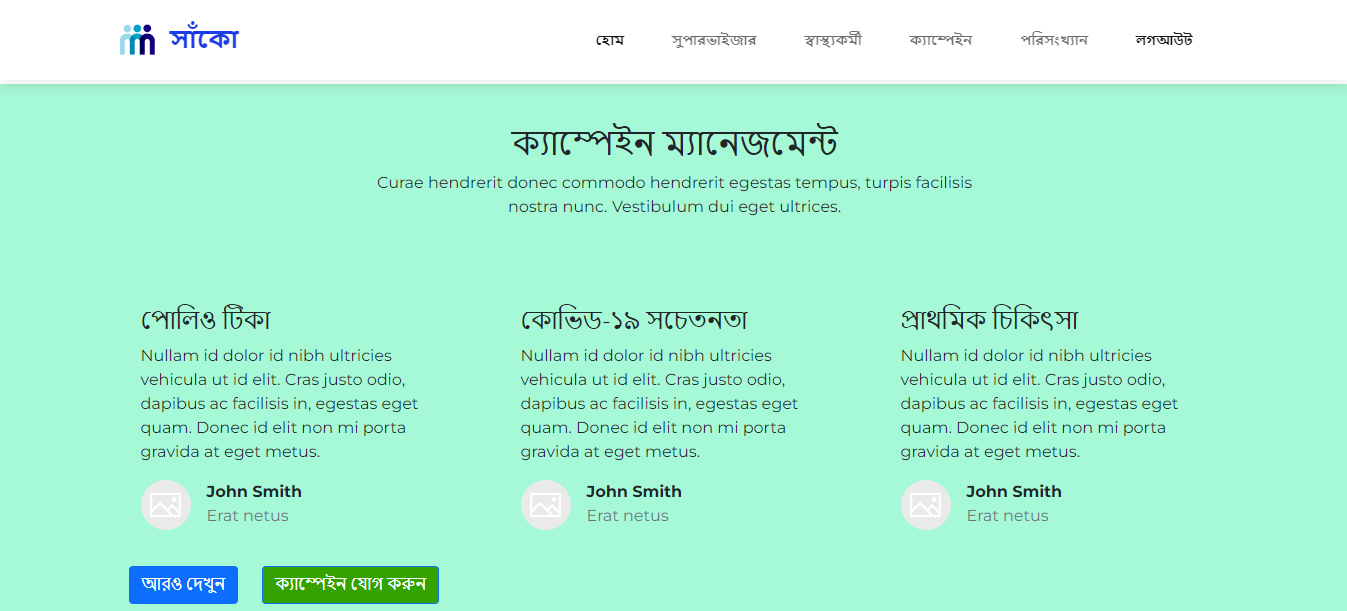 সাঁকো
হোম সুপারভাইজার স্বাস্থ্যকর্মী ক্যাম্পেইন পরিসংখ্যান লগআউট
ক্যাম্পেইন ম্যানেজমেন্ট
Curae hendrerit donec commodo hendrerit egestas tempus, turpis facilisis
nostra nunc. Vestibulum dui eget ultrices.
পোলিও টিকা
Nullam id dolor id nibh ultricies
vehicula ut id elit. Cras justo odio,
dapibus ac facilisis in, egestas eget
quam. Donec id elit non mi porta
gravida at eget metus.
John Smith
Erat netus
কোভিড-১৯ সচেতনতা
Nullam id dolor id nibh ultricies
vehicula ut id elit. Cras justo odio,
dapibus ac facilisis in, egestas eget
quam. Donec id elit non mi porta
gravida at eget metus.
John Smith
Erat netus
প্রাথমিক চিকিৎসা
Nullam id dolor id nibh ultricies
vehicula ut id elit. Cras justo odio,
dapibus ac facilisis in, egestas eget
quam. Donec id elit non mi porta
gravida at eget metus.
John Smith
Erat netus
আরও দেখুন
ক্যাম্পেইন যোগ করুন